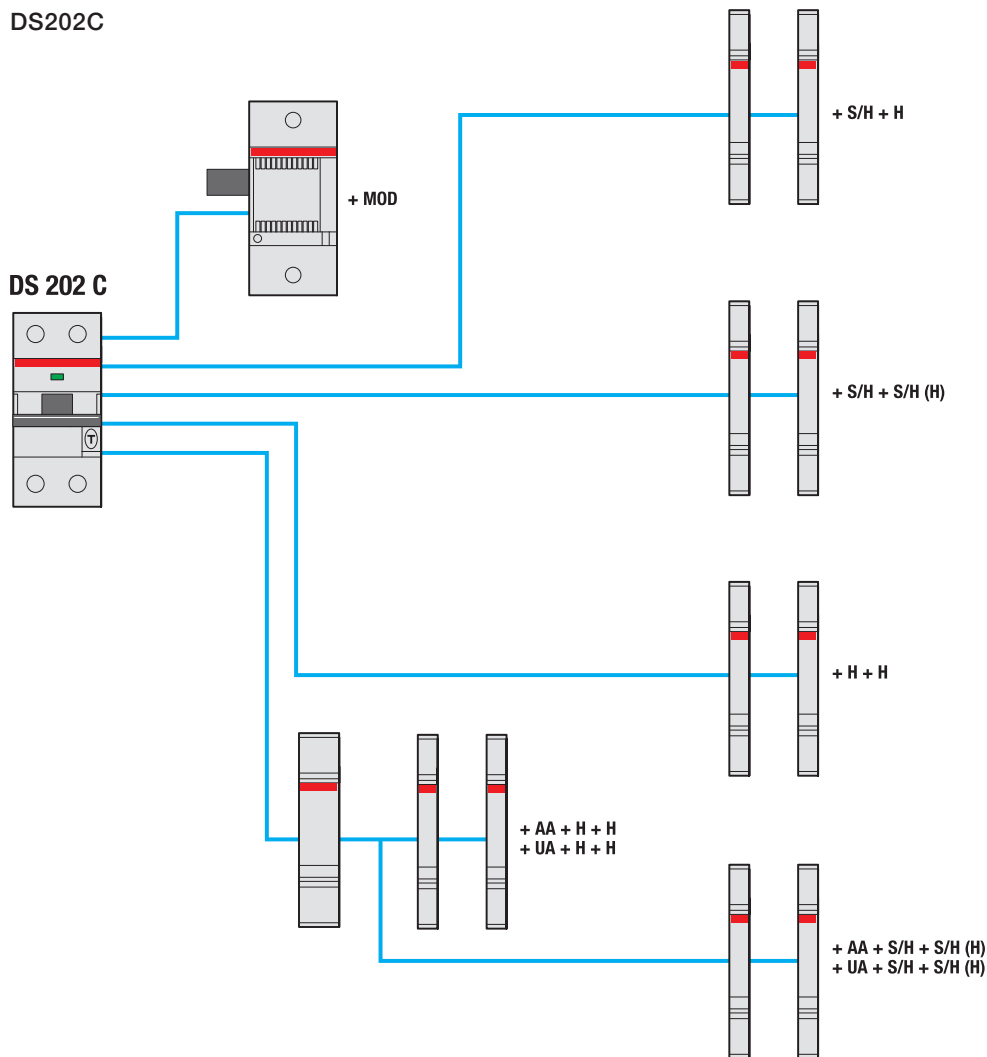 DS202C
+ S/H + H
+ MOD
DS 202 C
+ S/H + S/H (H)
T
+ H + H
+ AA + H + H
+ UA + H + H
+ AA + S/H + S/H (H)
+ UA + S/H + S/H (H)